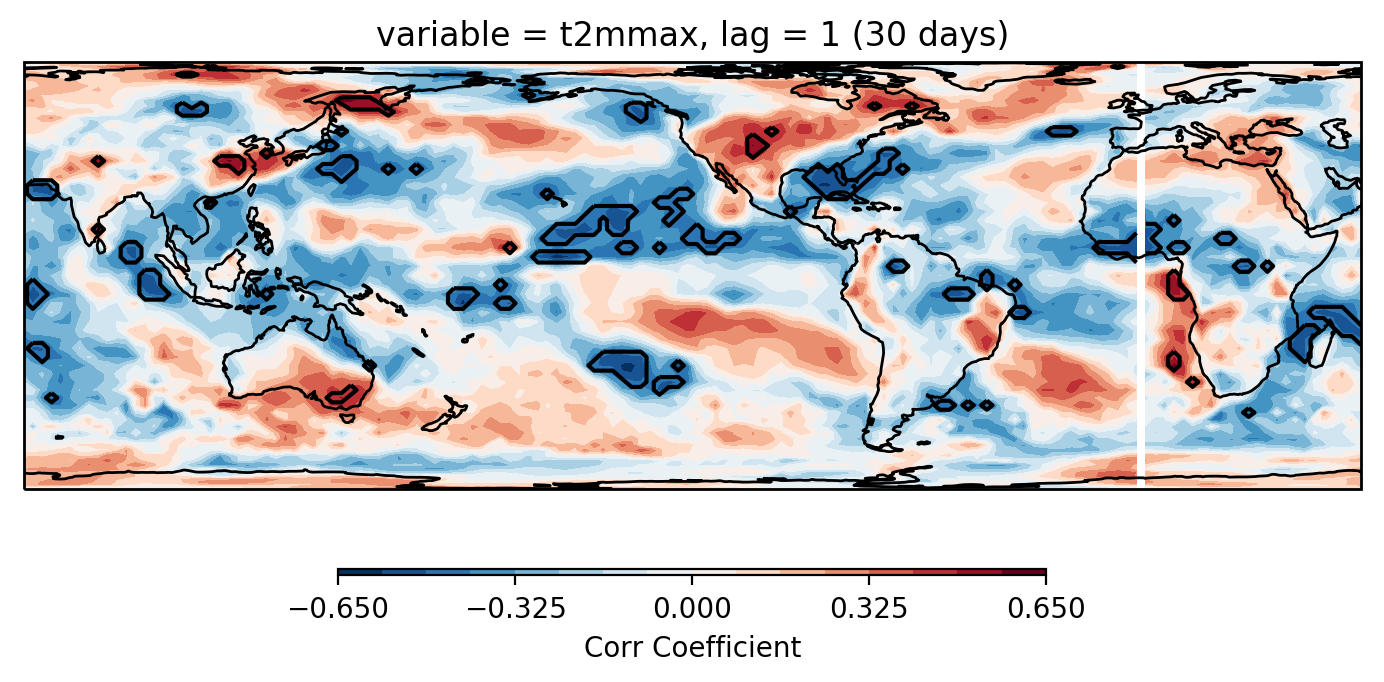 variable = t2mmax, lag = 1 (30 days)
−0.650 −0.325 0.000 0.325 0.650
Corr Coefficient